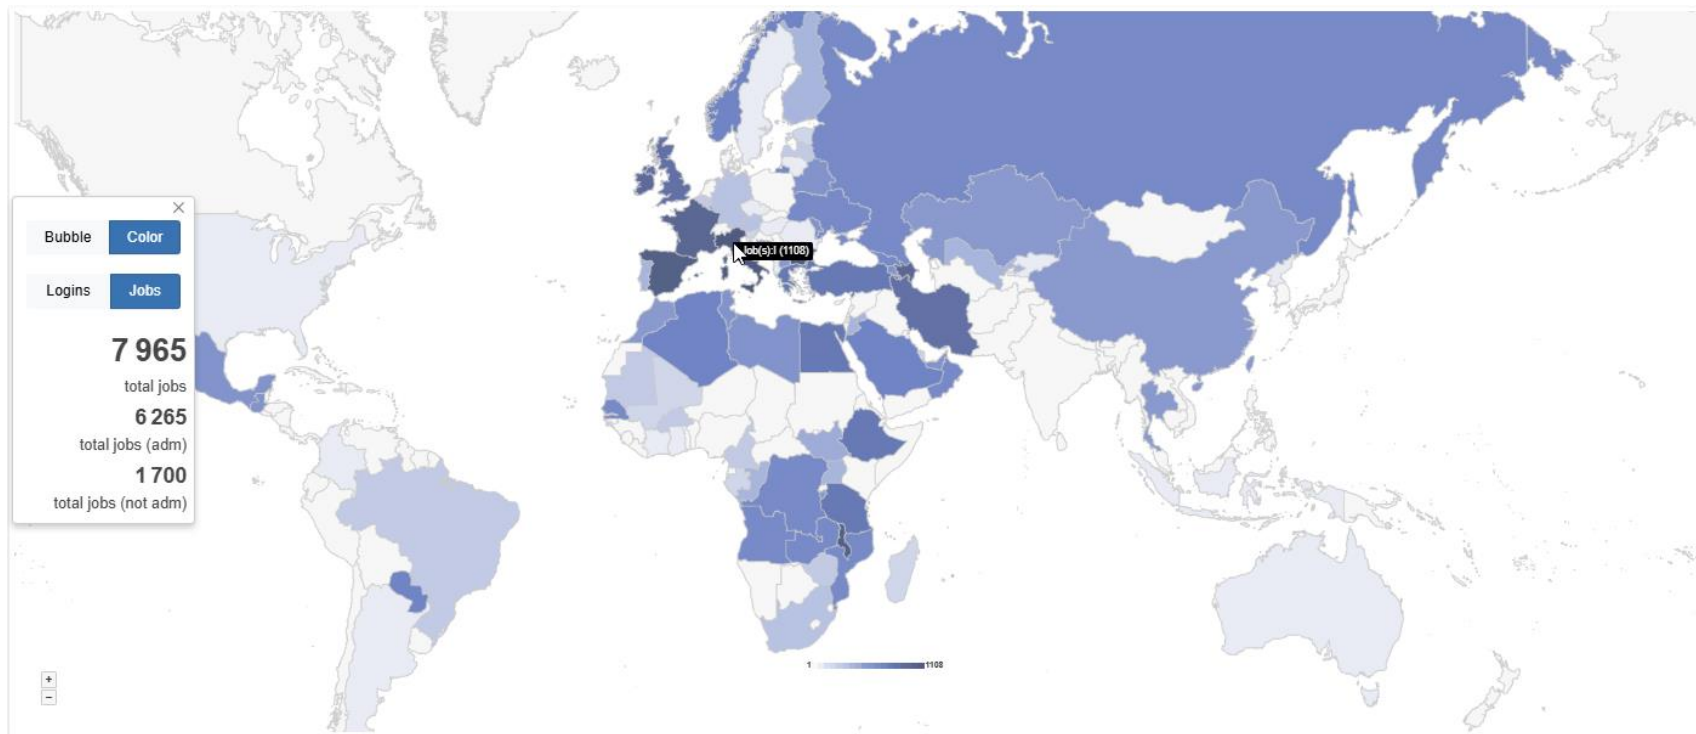 ×
Bubble Color
Logins Jobs
7 965
total jobs
6 265
total jobs (adm)
1 700
total jobs (not adm)
(1108)
1 1108
+
−